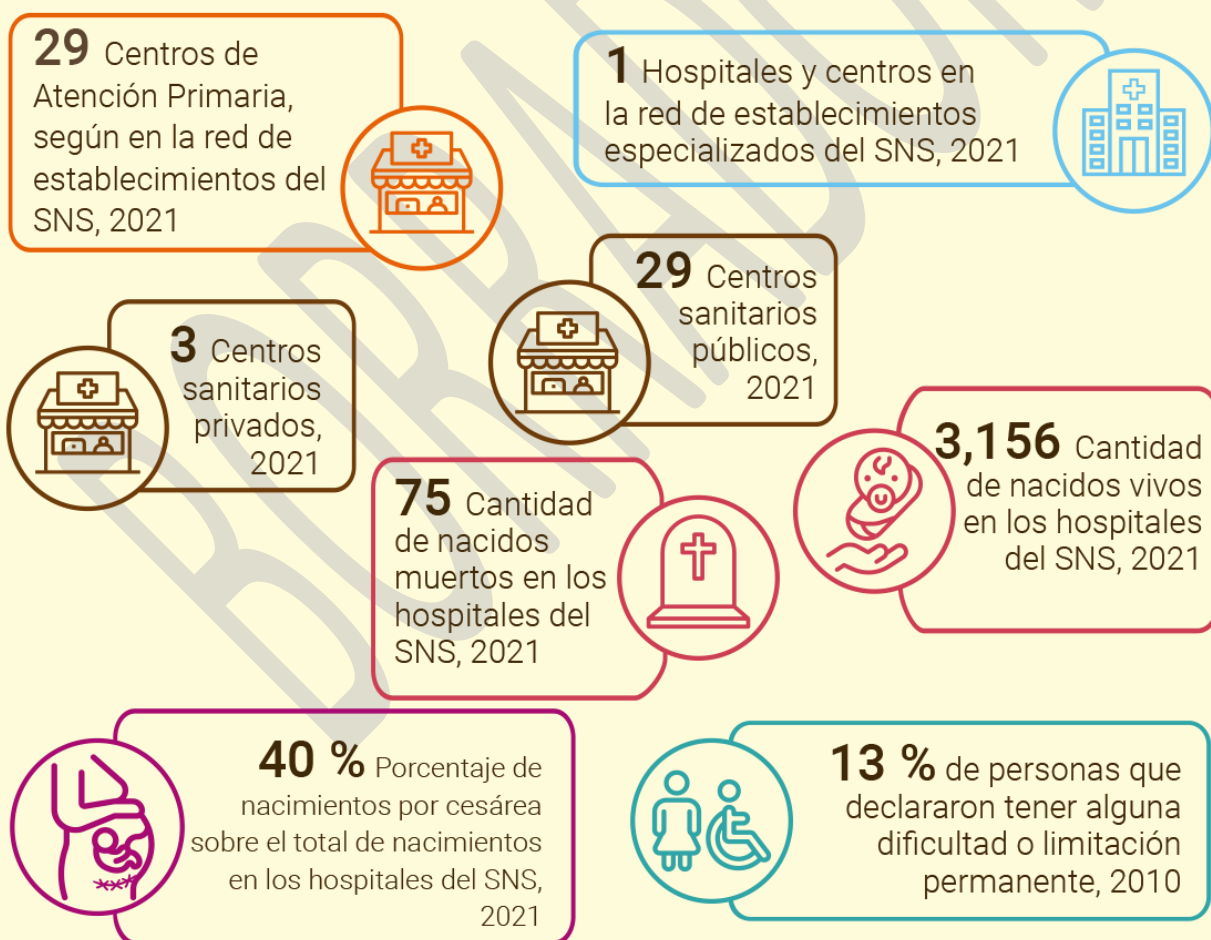 29 Centros de
Atención Primaria,
según en la red de
establecimientos del
SNS, 2021
1 Hospitales y centros en
la red de establecimientos
especializados del SNS, 2021
3 Centros
sanitarios
privados,
2021
29 Centros
sanitarios
públicos,
2021
75 Cantidad
de nacidos
muertos en los
hospitales del
SNS, 2021
3,156 Cantidad
de nacidos vivos
en los hospitales
del SNS, 2021
40 % Porcentaje de
nacimientos por cesárea
sobre el total de nacimientos
en los hospitales del SNS,
2021
13 % de personas que
declararon tener alguna
dificultad o limitación
permanente, 2010
BORRADOR